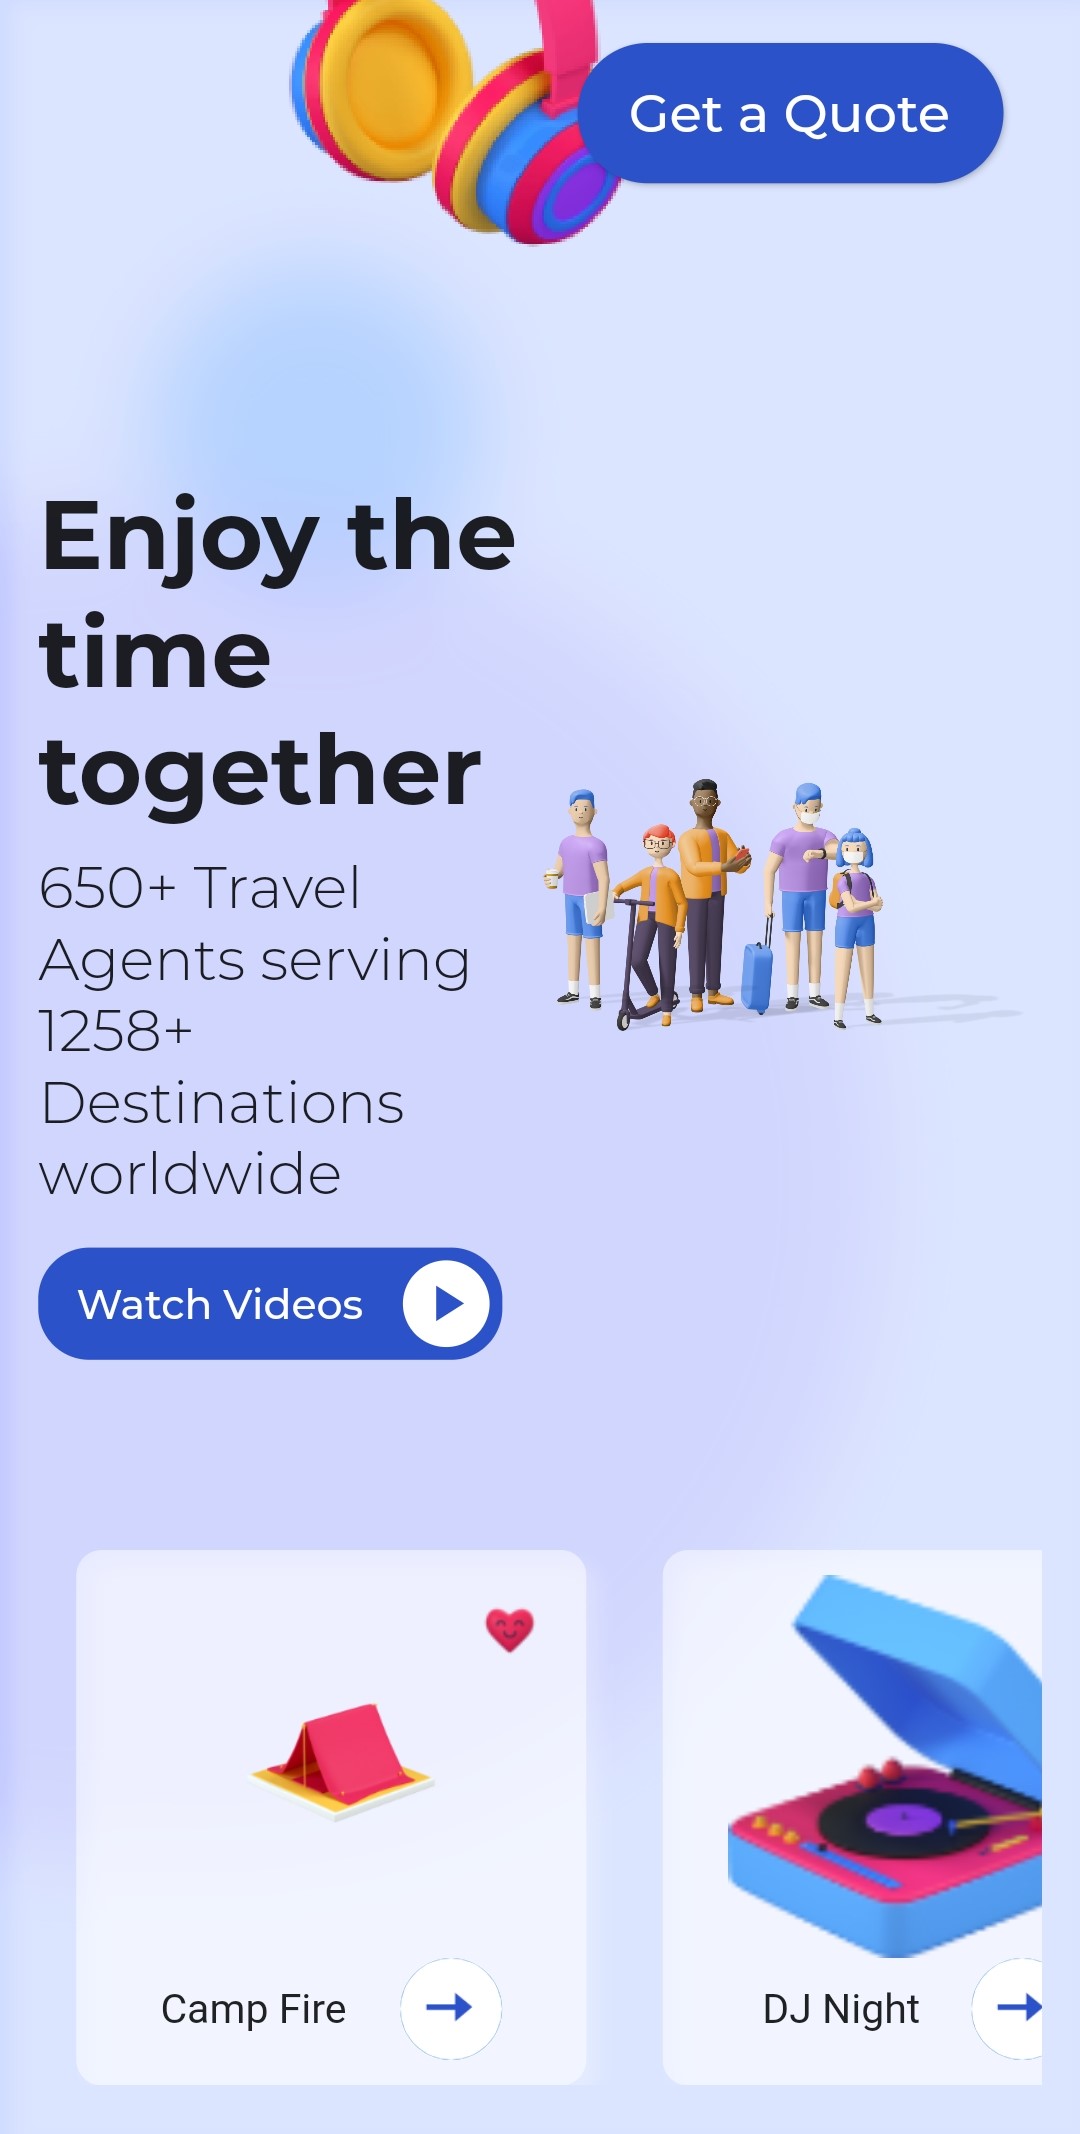 Get a Quote
Enjoy the
time
together
650+ Travel
Agents serving
1258+
Destinations
worldwide
Watch Videos
Camp Fire
DJ Night